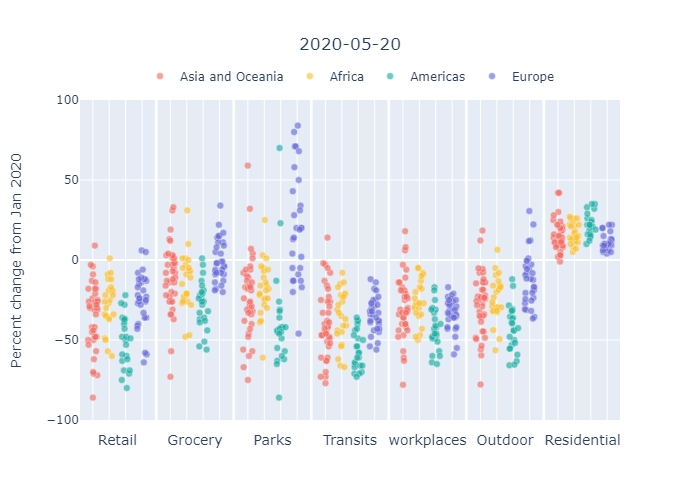 2020-05-20
Asia and Oceania Africa Americas Europe
Percent change from Jan 2020
100
50
0
−50
−100
Retail Grocery Parks Transits workplaces Outdoor Residential